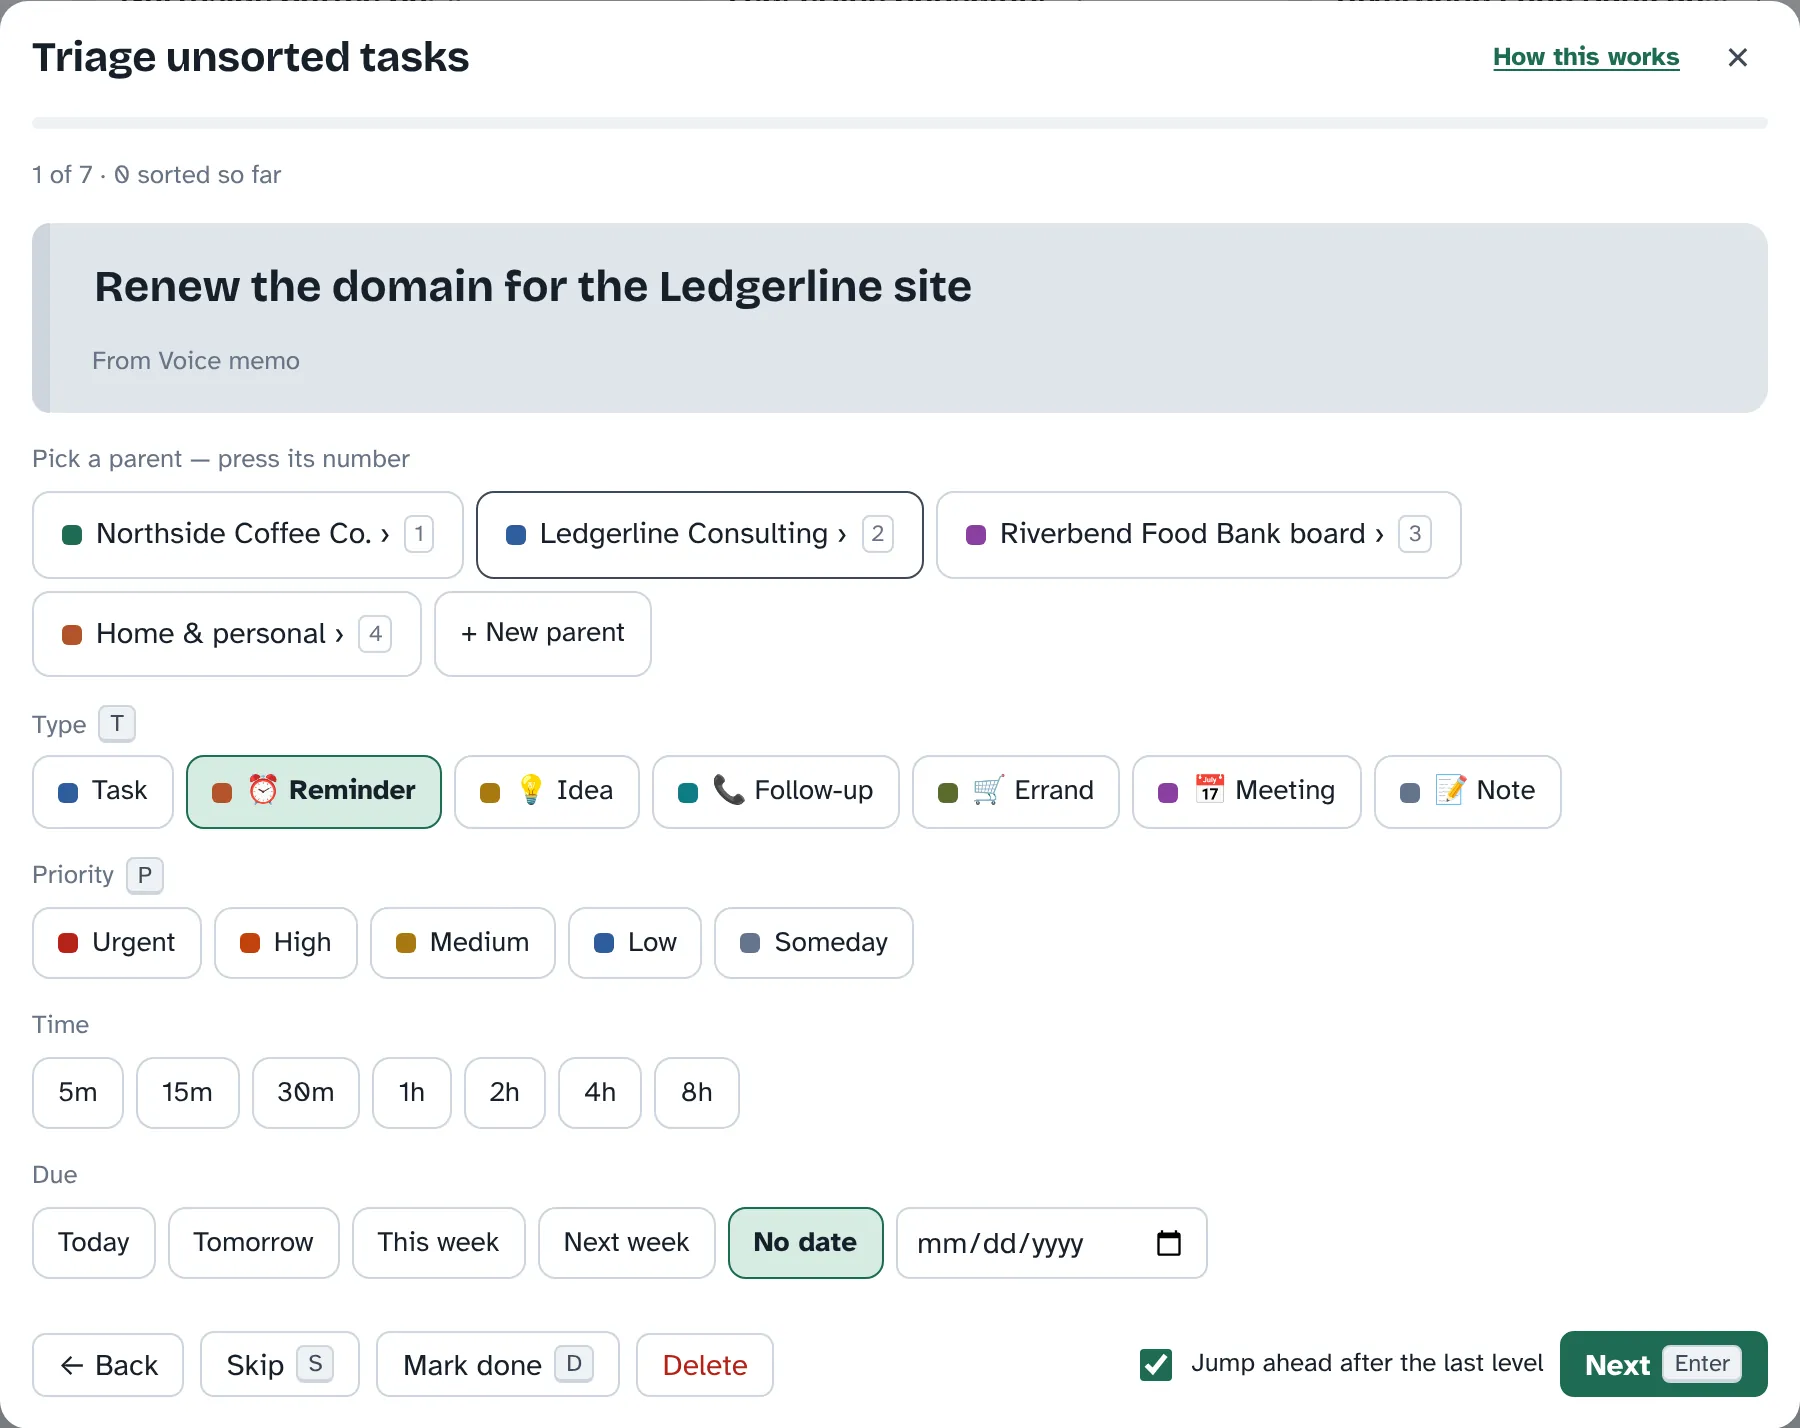 Triage unsorted tasks
How this works ×
1 of 7 · 0 sorted so far
Renew the domain for the Ledgerline site
From Voice memo
Pick a parent — press its number
Northside Coffee Co. › 1 Ledgerline Consulting › 2 Riverbend Food Bank board › 3
Home & personal › 4 + New parent
Type T
Task Reminder Idea Follow-up Errand Meeting Note
Priority P
Urgent High Medium Low Someday
Time
5m 15m 30m 1h 2h 4h 8h
Due
Today Tomorrow This week Next week No date mm/dd/yyyy
← Back Skip S Mark done D Delete Jump ahead after the last level Next Enter